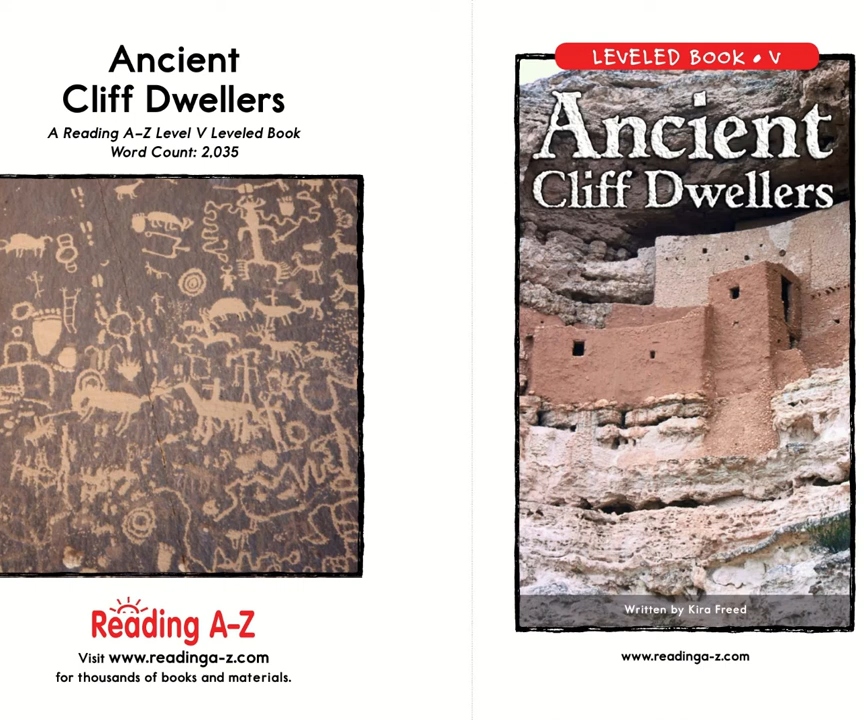 Ancient
Cliff Dwellers
A Reading A–Z Level V Leveled Book
Word Count: 2,035
Reading A–Z
Visit www.readinga-z.com
for thousands of books and materials.
LEVELED BOOK • V
Ancient
Cliff Dwellers
Written by Kira Freed
www.readinga-z.com